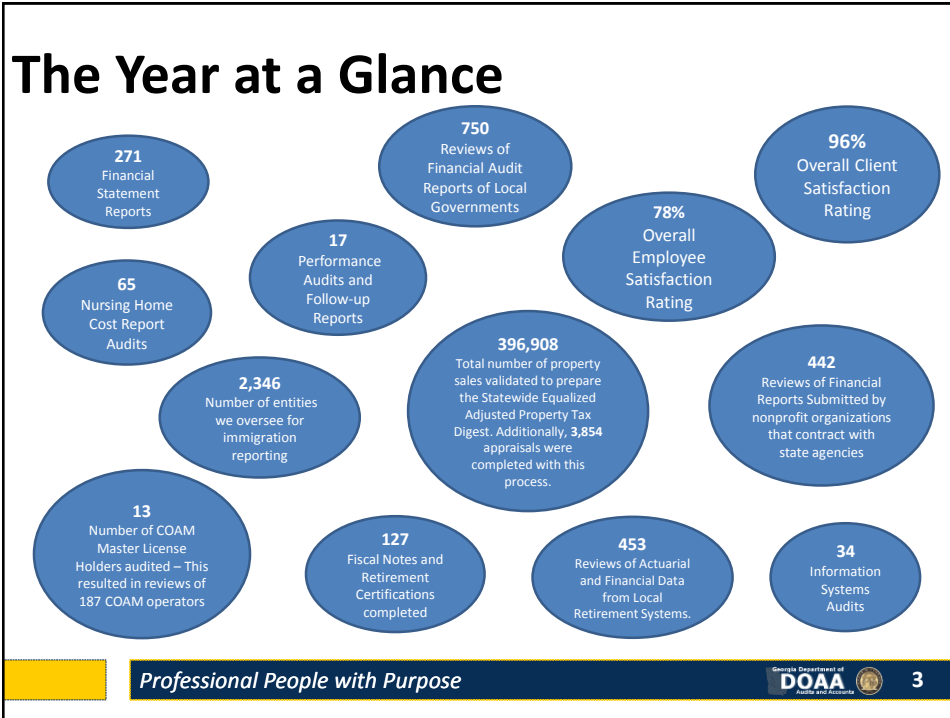 The Year at a Glance
271
Financial
Statement
Reports
750
Reviews of
Financial Audit
Reports of Local
Governments
96%
Overall Client
Satisfaction
Rating
17
Performance
Audits and
Follow-up
Reports
78%
Overall
Employee
Satisfaction
Rating
65
Nursing Home
Cost Report
Audits
2,346
Number of entities
we oversee for
immigration
reporting
396,908
Total number of property
sales validated to prepare
the Statewide Equalized
Adjusted Property Tax
Digest. Additionally, 3,854
appraisals were
completed with this
process.
442
Reviews of Financial
Reports Submitted by
nonprofit organizations
that contract with
state agencies
13
Number of COAM
Master License
Holders audited – This
resulted in reviews of
187 COAM operators
127
Fiscal Notes and
Retirement
Certifications
completed
453
Reviews of Actuarial
and Financial Data
from Local
Retirement Systems.
34
Information
Systems
Audits
Professional People with Purpose
Georgia Department of
DOAA
Audits and Accounts
3